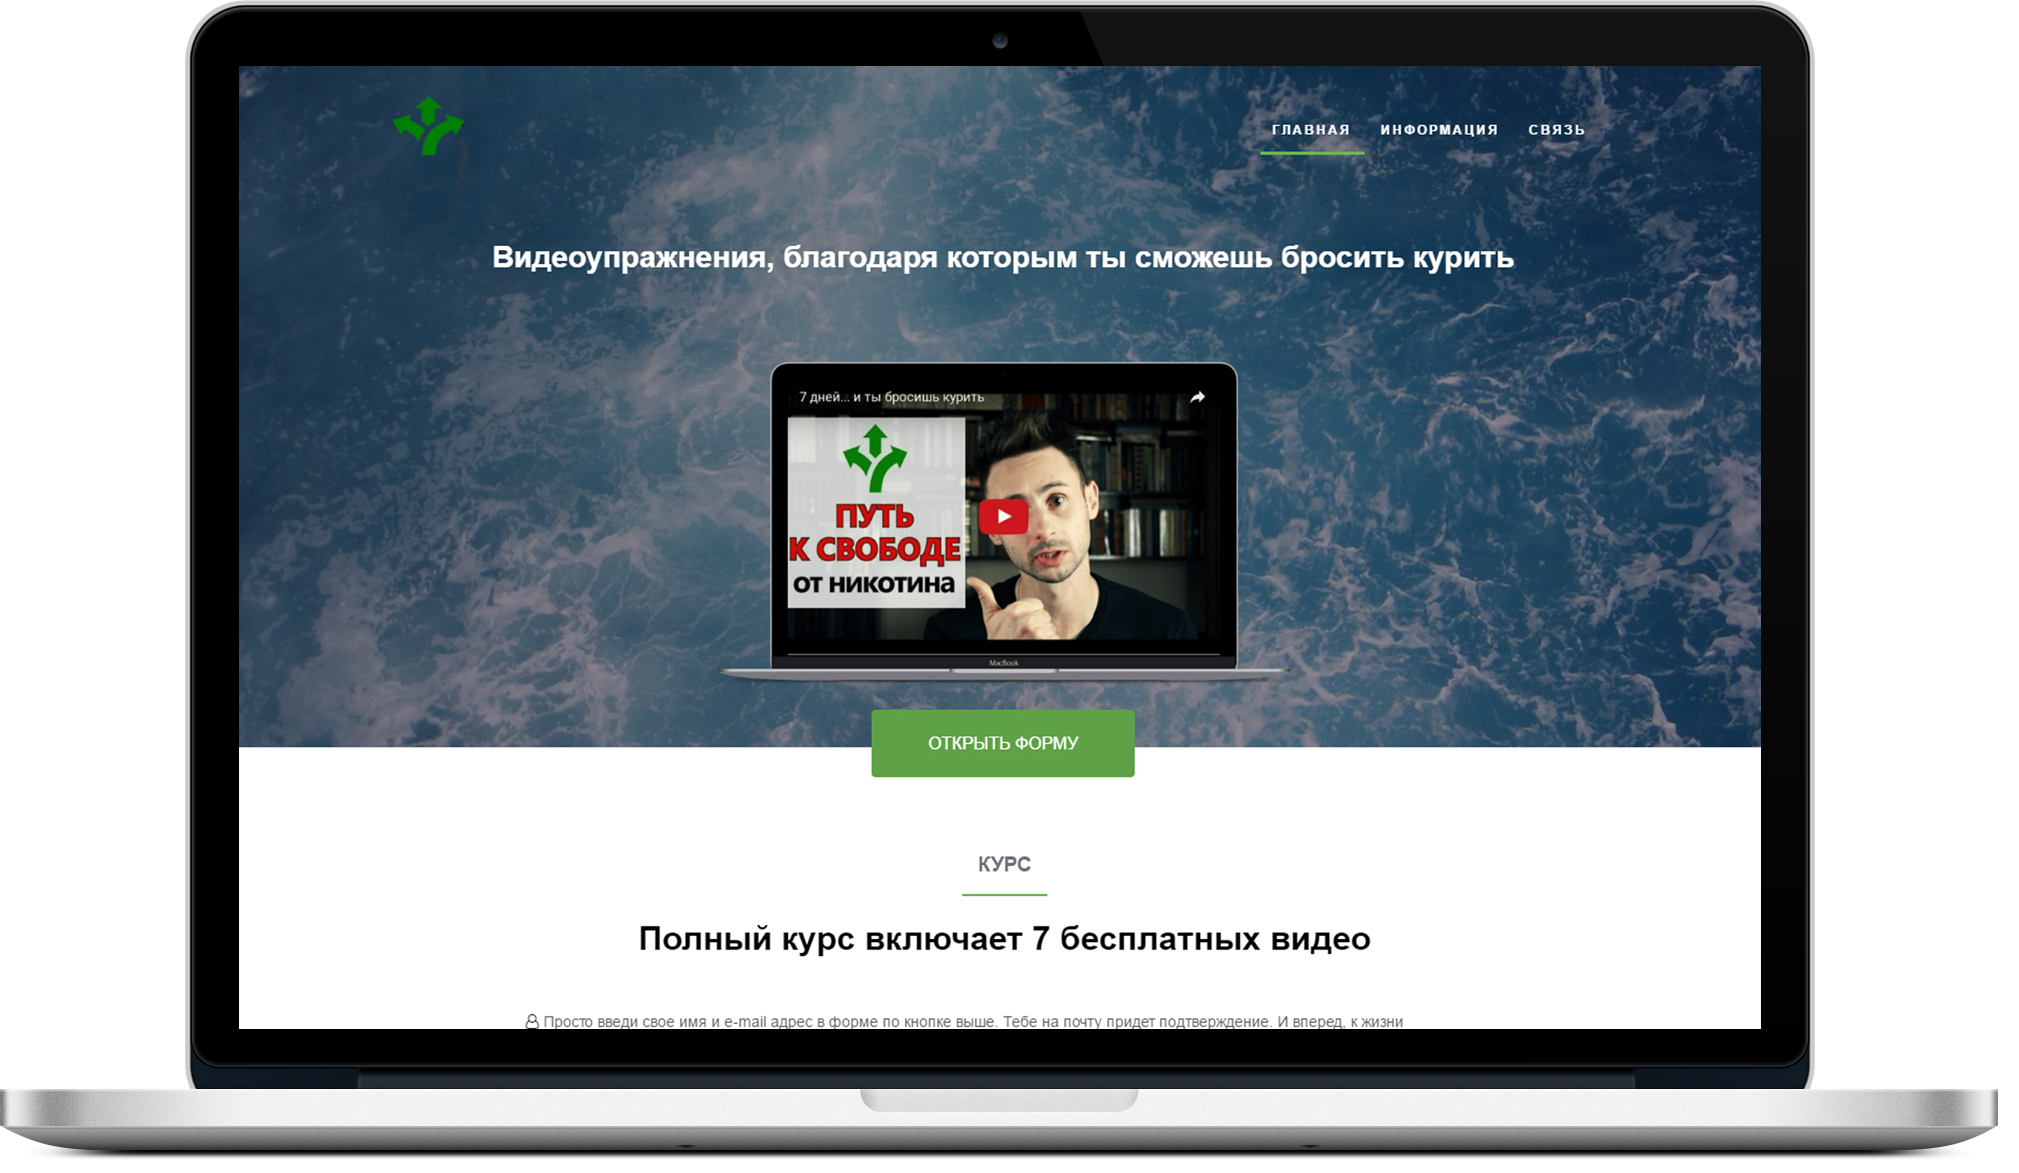 ГЛАВНАЯ ИНФОРМАЦИЯ СВЯЗЬ
Видеоупражнения, благодаря которым ты сможешь бросить курить
7 дней... и ты бросишь курить
ПУТЬ
К СВОБОДЕ
ОТ НИКОТИНА
MacBook
ОТКРЫТЬ ФОРМУ
КУРС
Полный курс включает 7 бесплатных видео
Просто введи свое имя и e-mail адрес в форме по кнопке выше. Тебе на почту придет подтверждение. И вперед, к жизни